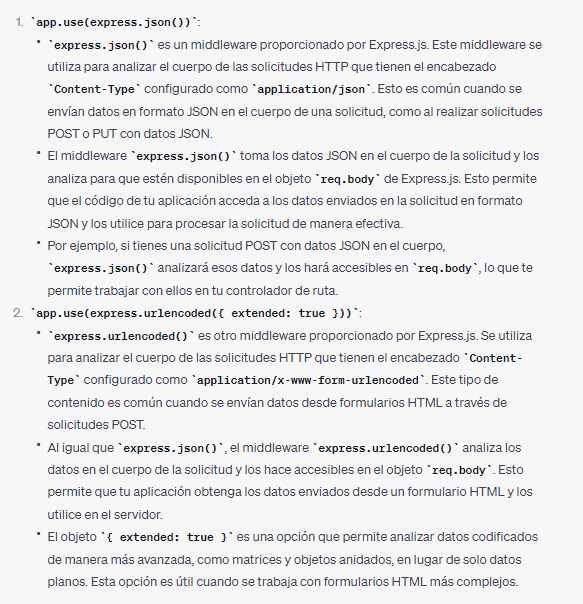 1. `app.use(express.json())`:
• `express.json()` es un middleware proporcionado por Express.js. Este middleware se
utiliza para analizar el cuerpo de las solicitudes HTTP que tienen el encabezado
`Content-Type` configurado como `application/json`. Esto es común cuando se
envían datos en formato JSON en el cuerpo de una solicitud, como al realizar solicitudes
POST o PUT con datos JSON.
• El middleware `express.json()` toma los datos JSON en el cuerpo de la solicitud y los
analiza para que estén disponibles en el objeto `req.body` de Express.js. Esto permite
que el código de tu aplicación acceda a los datos enviados en la solicitud en formato
JSON y los utilice para procesar la solicitud de manera efectiva.
• Por ejemplo, si tienes una solicitud POST con datos JSON en el cuerpo,
`express.json()` analizará esos datos y los hará accesibles en `req.body`, lo que te
permite trabajar con ellos en tu controlador de ruta.
2. `app.use(express.urlencoded({ extended: true }))`:
• `express.urlencoded()` es otro middleware proporcionado por Express.js. Se utiliza
para analizar el cuerpo de las solicitudes HTTP que tienen el encabezado `Content-
Type` configurado como `application/x-www-form-urlencoded`. Este tipo de
contenido es común cuando se envían datos desde formularios HTML a través de
solicitudes POST.
• Al igual que `express.json()`, el middleware `express.urlencoded()` analiza los
datos en el cuerpo de la solicitud y los hace accesibles en el objeto `req.body`. Esto
permite que tu aplicación obtenga los datos enviados desde un formulario HTML y los
utilice en el servidor.
• El objeto `{ extended: true }` es una opción que permite analizar datos codificados
de manera más avanzada, como matrices y objetos anidados, en lugar de solo datos
planos. Esta opción es útil cuando se trabaja con formularios HTML más complejos.